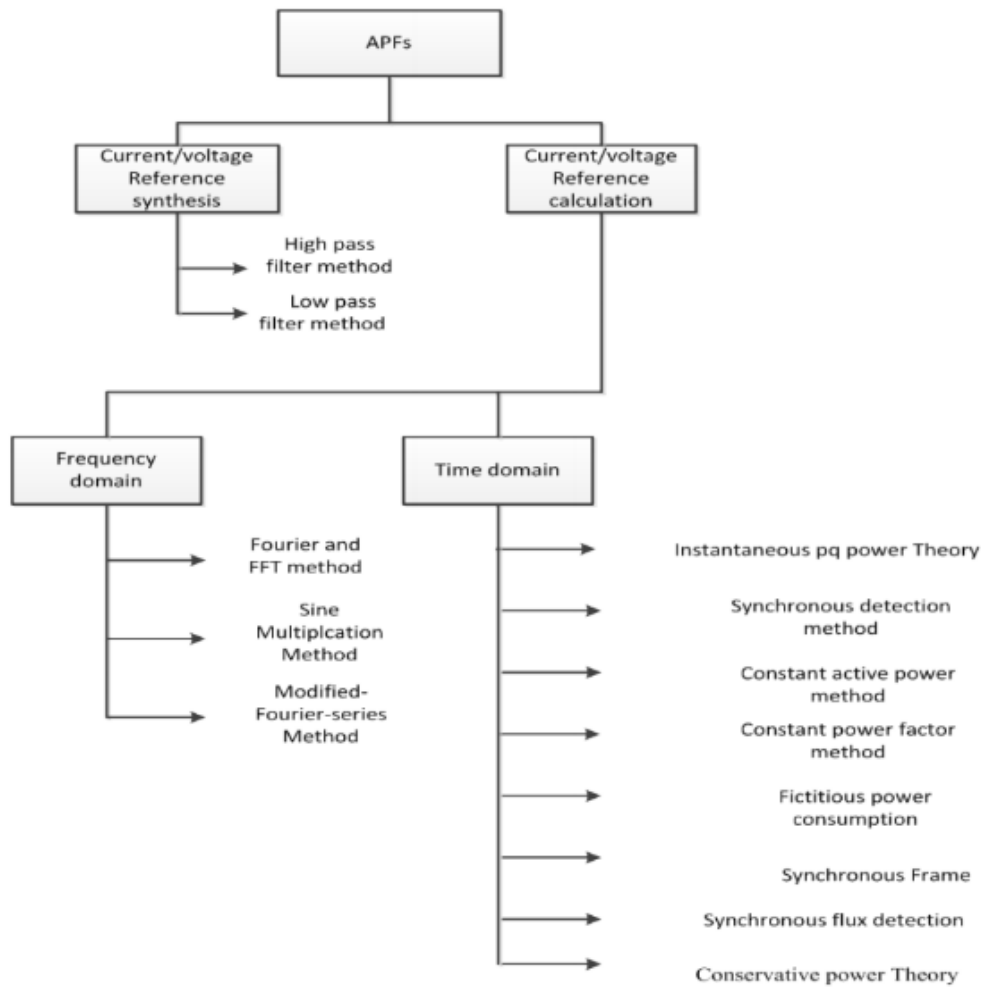 APFs
Current/voltage
Reference
synthesis
Current/voltage
Reference
calculation
High pass
filter method
Low pass
filter method
Frequency
domain
Time domain
Fourier and
FFT method
Sine
Multiplcation
Method
Modified-
Fourier-series
Method
Instantaneous pq power Theory
Synchronous detection
method
Constant active power
method
Constant power factor
method
Fictitious power
consumption
Synchronous Frame
Synchronous flux detection
Conservative power Theory